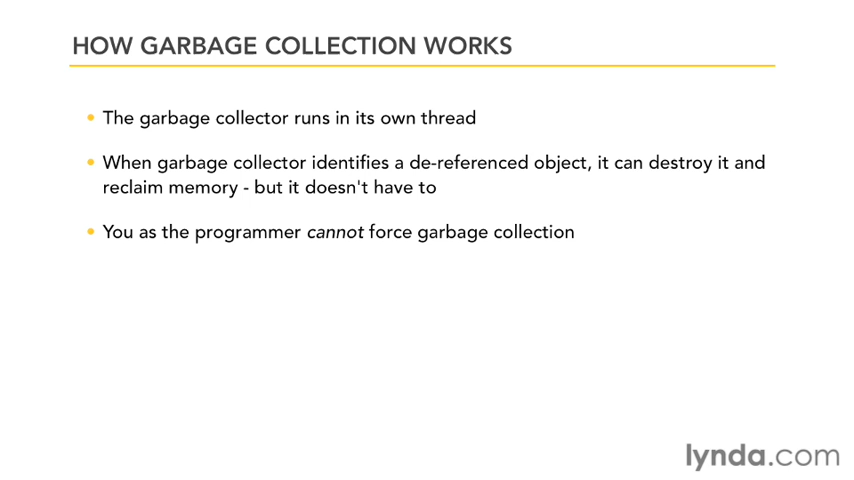 HOW GARBAGE COLLECTION WORKS
• The garbage collector runs in its own thread
• When garbage collector identifies a de-referenced object, it can destroy it and
reclaim memory - but it doesn't have to
• You as the programmer cannot force garbage collection
lynda.com